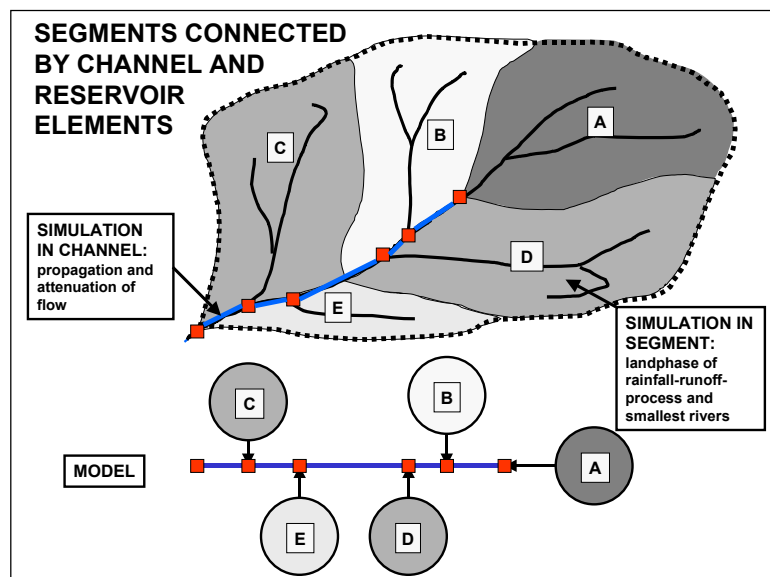 SEGMENTS CONNECTED
BY CHANNEL AND
RESERVOIR
ELEMENTS
A
B
C
D
E
SIMULATION
IN CHANNEL:
propagation and
attenuation of
flow
SIMULATION IN
SEGMENT:
landphase of
rainfall-runoff-
process and
smallest rivers
C
B
MODEL
A
E
D